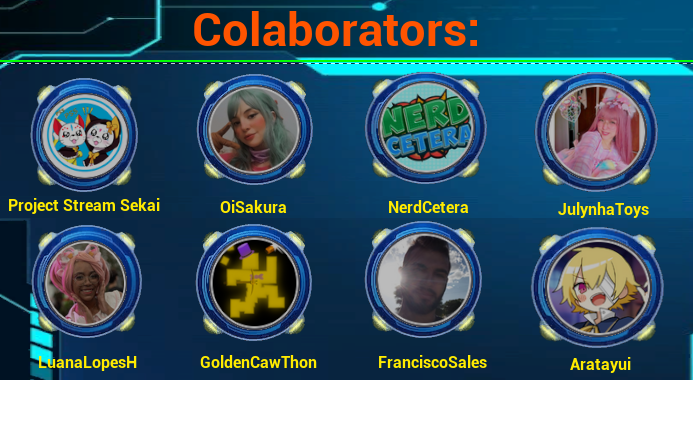 Colaborators:
NERD
CETERA
Project Stream Sekai
OiSakura
NerdCetera
JulynhaToys
LuanaLopesH
GoldenCawThon
FranciscoSales
Aratayui